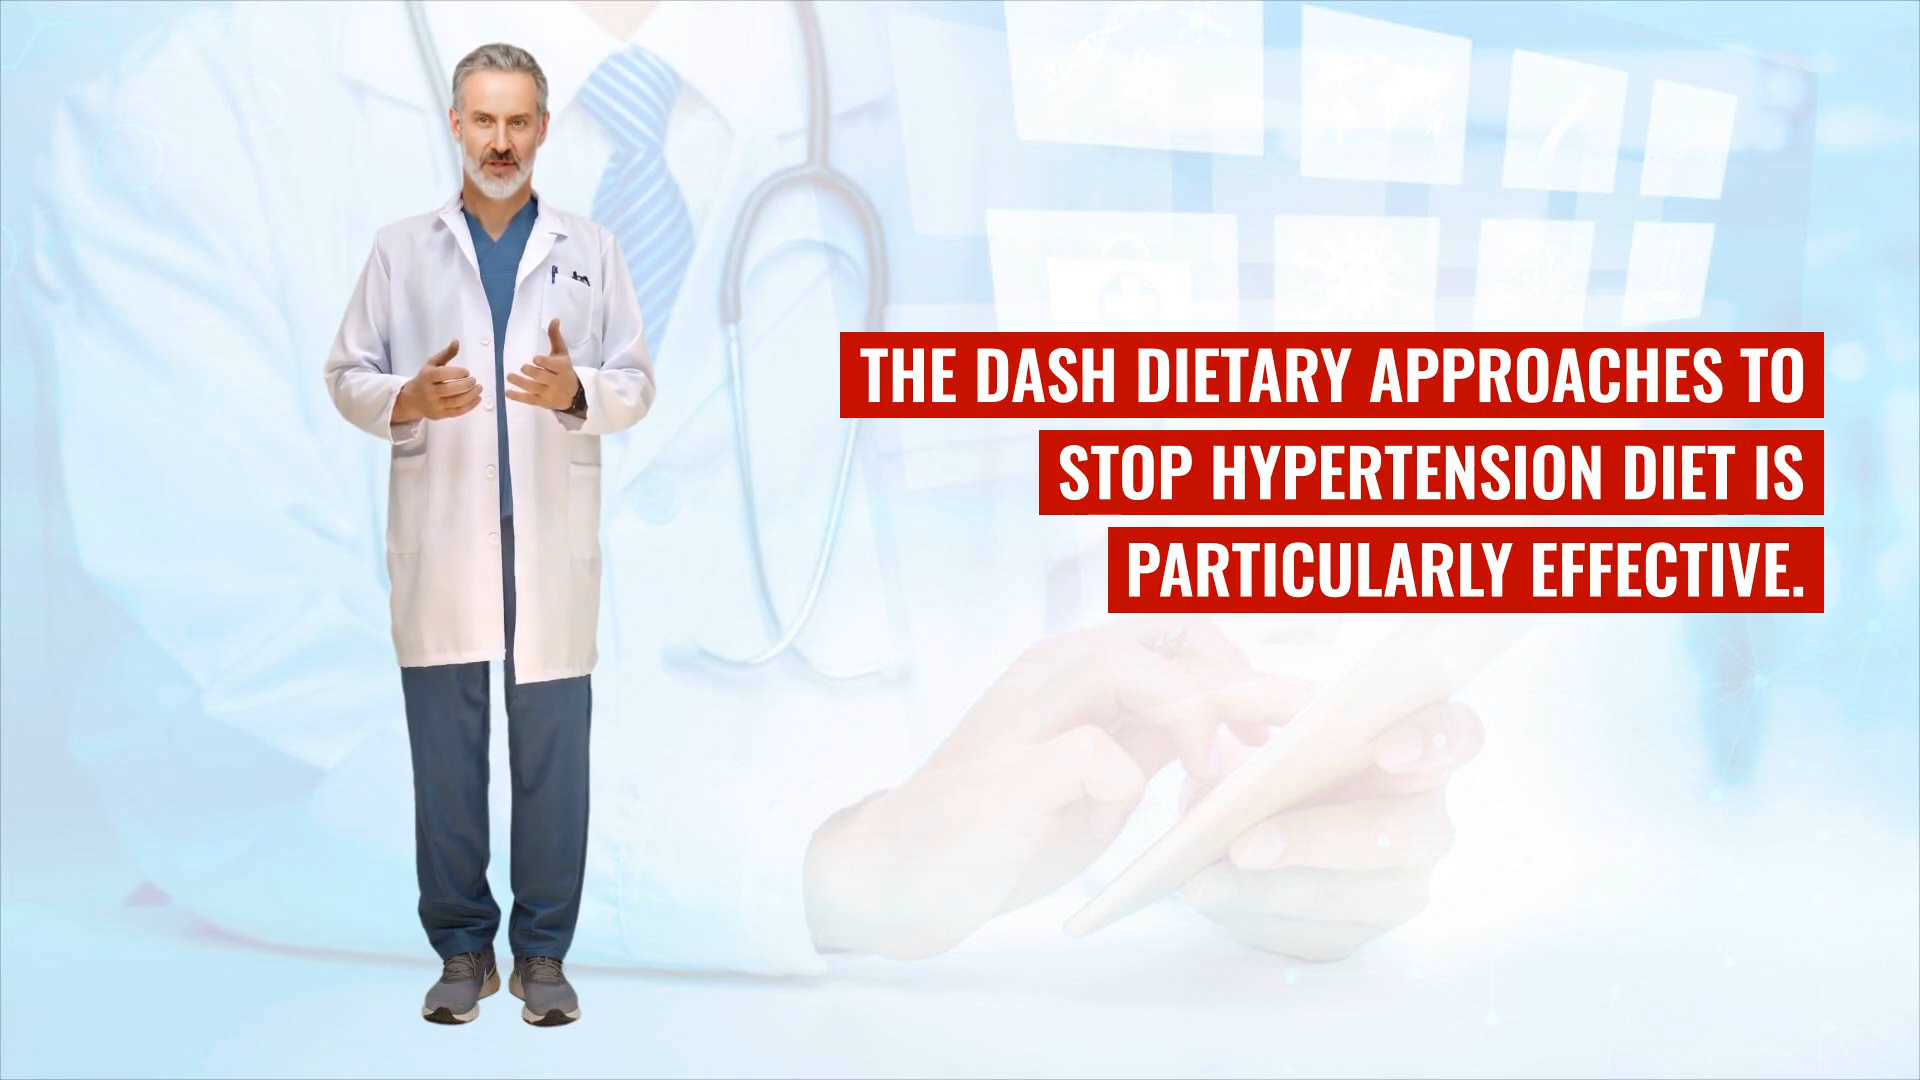 THE DASH DIETARY APPROACHES TO
STOP HYPERTENSION DIET IS
PARTICULARLY EFFECTIVE.